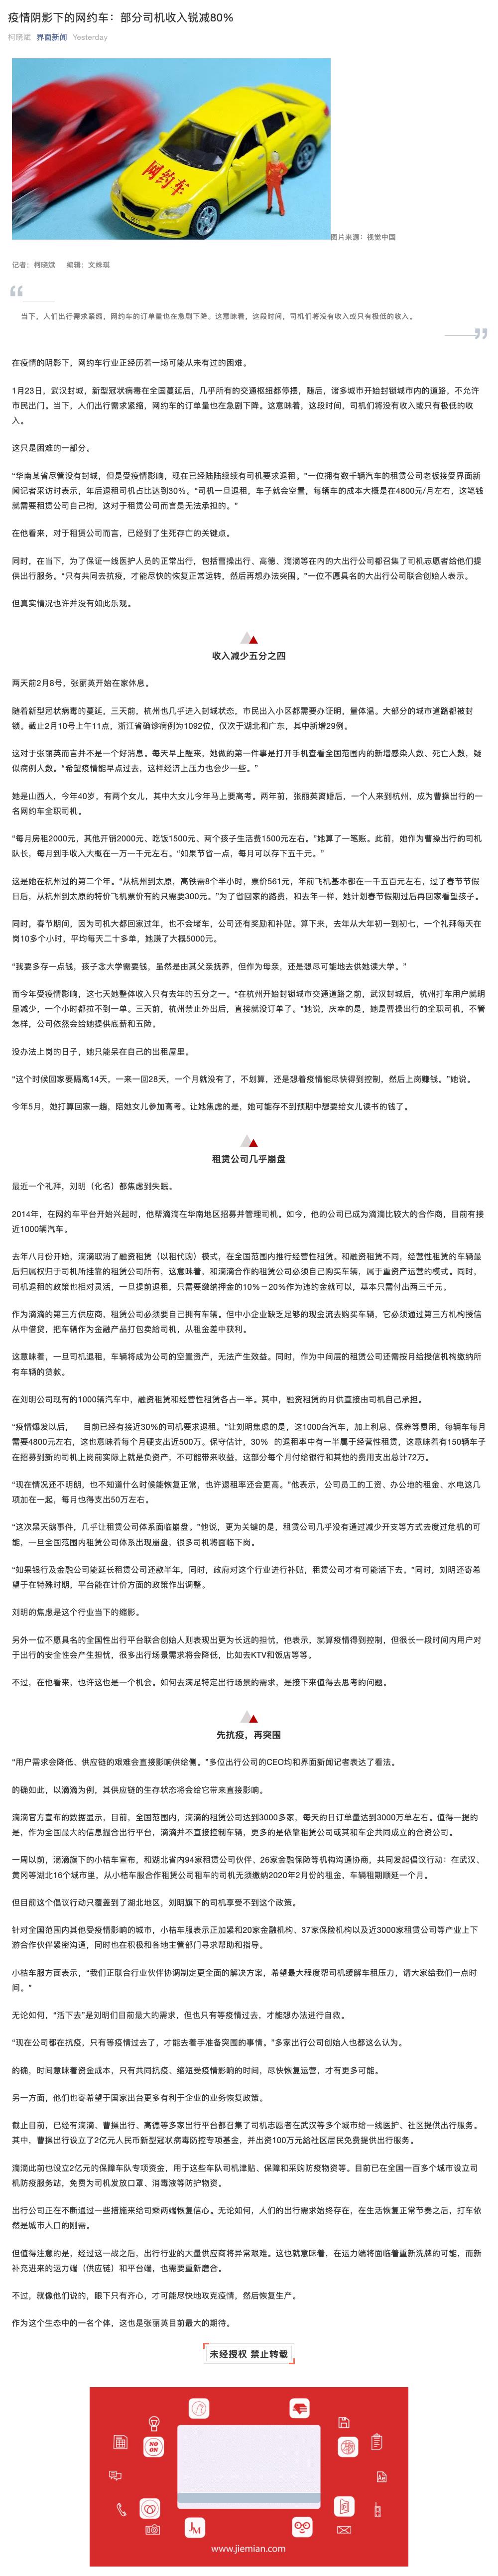 疫情阴影下的网约车：部分司机收入锐减80%
柯晓斌 界面新闻 Yesterday
网约车
图片来源：视觉中国
记者：柯晓斌 编辑：文姝琪
当下，人们出行需求紧缩，网约车的订单量也在急剧下降。这意味着，这段时间，司机们将没有收入或只有极低的收入。
在疫情的阴影下，网约车行业正经历着一场可能从未有过的困难。
1月23日，武汉封城，新型冠状病毒在全国蔓延后，几乎所有的交通枢纽都停摆，随后，诸多城市开始封锁城市内的道路，不允许
市民出门。当下，人们出行需求紧缩，网约车的订单量也在急剧下降。这意味着，这段时间，司机们将没有收入或只有极低的收
入。
这只是困难的一部分。
“华南某省尽管没有封城，但是受疫情影响，现在已经陆陆续续有司机要求退租。”一位拥有数千辆汽车的租赁公司老板接受界面新
闻记者采访时表示，年后退租司机占比达到30%。“司机一旦退租，车子就会空置，每辆车的成本大概是在4800元/月左右，这笔钱
就需要租赁公司自己掏，这对于租赁公司而言是无法承担的。”
在他看来，对于租赁公司而言，已经到了生死存亡的关键点。
同时，在当下，为了保证一线医护人员的正常出行，包括曹操出行、高德、滴滴等在内的大出行公司都召集了司机志愿者给他们提
供出行服务。“只有共同去抗疫，才能尽快的恢复正常运转，然后再想办法突围。”一位不愿具名的大出行公司联合创始人表示。
但真实情况也许并没有如此乐观。
收入减少五分之四
两天前2月8号，张丽英开始在家休息。
随着新型冠状病毒的蔓延，三天前，杭州也几乎进入封城状态，市民出入小区都需要办证明，量体温。大部分的城市道路都被封
锁。截止2月10号上午11点，浙江省确诊病例为1092位，仅次于湖北和广东，其中新增29例。
这对于张丽英而言并不是一个好消息。每天早上醒来，她做的第一件事是打开手机查看全国范围内的新增感染人数、死亡人数，疑
似病例人数。“希望疫情能早点过去，这样经济上压力也会少一些。”
她是山西人，今年40岁，有两个女儿，其中大女儿今年马上要高考。两年前，张丽英离婚后，一个人来到杭州，成为曹操出行的一
名网约车全职司机。
“每月房租2000元，其他开销2000元、吃饭1500元、两个孩子生活费1500元左右。”她算了一笔账。此前，她作为曹操出行的司机
队长，每月到手收入大概在一万一千元左右。“如果节省一点，每月可以存下五千元。”
这是她在杭州过的第二个年。“从杭州到太原，高铁需8个半小时，票价561元，年前飞机基本都在一千五百元左右，过了春节节假
日后，从杭州到太原的特价飞机票价有的只需要300元。”为了省回家的路费，和去年一样，她计划春节假期过后再回家看望孩子。
同时，春节期间，因为司机大都回家过年，也不会堵车，公司还有奖励和补贴。算下来，去年从大年初一到初七，一个礼拜每天在
岗10多个小时，平均每天二十多单，她赚了大概5000元。
“我要多存一点钱，孩子念大学需要钱，虽然是由其父亲抚养，但作为母亲，还是想尽可能地去供她读大学。”
而今年受疫情影响，这七天她整体收入只有去年的五分之一。“在杭州开始封锁城市交通道路之前，武汉封城后，杭州打车用户就明
显减少，一个小时都拉不到一单。三天前，杭州禁止外出后，直接就没订单了。”她说，庆幸的是，她是曹操出行的全职司机，不管
怎样，公司依然会给她提供底薪和五险。
没办法上岗的日子，她只能呆在自己的出租屋里。
“这个时候回家要隔离14天，一来一回28天，一个月就没有了，不划算，还是想着疫情能尽快得到控制，然后上岗赚钱。”她说。
今年5月，她打算回家一趟，陪她女儿参加高考。让她焦虑的是，她可能存不到预期中想要给女儿读书的钱了。
租赁公司几乎崩盘
最近一个礼拜，刘明（化名）都焦虑到失眠。
2014年，在网约车平台开始兴起时，他帮滴滴在华南地区招募并管理司机。如今，他的公司已成为滴滴比较大的合作商，目前有接
近1000辆汽车。
去年八月份开始，滴滴取消了融资租赁（以租代购）模式，在全国范围内推行经营性租赁。和融资租赁不同，经营性租赁的车辆最
后归属权归于司机所挂靠的租赁公司所有，这意味着，和滴滴合作的租赁公司必须自己购买车辆，属于重资产运营的模式。同时，
司机退租的政策也相对灵活，一旦提前退租，只需要缴纳押金的10%－20%作为违约金就可以，基本只需付出两三千元。
作为滴滴的第三方供应商，租赁公司必须要自己拥有车辆。但中小企业缺乏足够的现金流去购买车辆，它必须通过第三方机构授信
从中借贷，把车辆作为金融产品打包卖给司机，从租金差中获利。
这意味着，一旦司机退租，车辆将成为公司的空置资产，无法产生效益。同时，作为中间层的租赁公司还需按月给授信机构缴纳所
有车辆的贷款。
在刘明公司现有的1000辆汽车中，融资租赁和经营性租赁各占一半。其中，融资租赁的月供直接由司机自己承担。
“疫情爆发以后， 目前已经有接近30%的司机要求退租。”让刘明焦虑的是，这1000台汽车，加上利息、保养等费用，每辆车每月
需要4800元左右，这也意味着每个月硬支出近500万。保守估计，30% 的退租率中有一半属于经营性租赁，这意味着有150辆车子
在招募到新的司机上岗前实际上就是负资产，不可能带来收益，这部分每个月付给银行和其他的费用支出总计72万。
“现在情况还不明朗，也不知道什么时候能恢复正常，也许退租率还会更高。”他表示，公司员工的工资、办公地的租金、水电这几
项加在一起，每月也得支出50万左右。
“这次黑天鹅事件，几乎让租赁公司体系面临崩盘。”他说，更为关键的是，租赁公司几乎没有通过减少开支等方式去度过危机的可
能，一旦全国范围内租赁公司体系出现崩盘，很多司机将面临下岗。
“如果银行及金融公司能延长租赁公司还款半年，同时，政府对这个行业进行补贴，租赁公司才有可能活下去。”同时，刘明还寄希
望于在特殊时期，平台能在计价方面的政策作出调整。
刘明的焦虑是这个行业当下的缩影。
另外一位不愿具名的全国性出行平台联合创始人则表现出更为长远的担忧，他表示，就算疫情得到控制，但很长一段时间内用户对
于出行的安全性会产生担忧，很多出行场景需求将会降低，比如去KTV和饭店等等。
不过，在他看来，也许这也是一个机会。如何去满足特定出行场景的需求，是接下来值得去思考的问题。
先抗疫，再突围
“用户需求会降低、供应链的艰难会直接影响供给侧。”多位出行公司的CEO均和界面新闻记者表达了看法。
的确如此，以滴滴为例，其供应链的生存状态将会给它带来直接影响。
滴滴官方宣布的数据显示，目前，全国范围内，滴滴的租赁公司达到3000多家，每天的日订单量达到3000万单左右。值得一提的
是，作为全国最大的信息撮合出行平台，滴滴并不直接控制车辆，更多的是依靠租赁公司或其和车企共同成立的合资公司。
一周以前，滴滴旗下的小桔车宣布，和湖北省内94家租赁公司伙伴、26家金融保险等机构沟通协商，共同发起倡议行动：在武汉、
黄冈等湖北16个城市里，从小桔车服合作租赁公司租车的司机无须缴纳2020年2月份的租金，车辆租期顺延一个月。
但目前这个倡议行动只覆盖到了湖北地区，刘明旗下的司机享受不到这个政策。
针对全国范围内其他受疫情影响的城市，小桔车服表示正加紧和20家金融机构、37家保险机构以及近3000家租赁公司等产业上下
游合作伙伴紧密沟通，同时也在积极和各地主管部门寻求帮助和指导。
小桔车服方面表示，“我们正联合行业伙伴协调制定更全面的解决方案，希望最大程度帮司机缓解车租压力，请大家给我们一点时
间。”
无论如何，“活下去”是刘明们目前最大的需求，但也只有等疫情过去，才能想办法进行自救。
“现在公司都在抗疫，只有等疫情过去了，才能去着手准备突围的事情。”多家出行公司创始人也都这么认为。
的确，时间意味着资金成本，只有共同抗疫、缩短受疫情影响的时间，尽快恢复运营，才有更多可能。
另一方面，他们也寄希望于国家出台更多有利于企业的业务恢复政策。
截止目前，已经有滴滴、曹操出行、高德等多家出行平台都召集了司机志愿者在武汉等多个城市给一线医护、社区提供出行服务。
其中，曹操出行设立了2亿元人民币新型冠状病毒防控专项基金，并出资100万元給社区居民免费提供出行服务。
滴滴此前也设立2亿元的保障车队专项资金，用于这些车队司机津贴、保障和采购防疫物资等。目前已在全国一百多个城市设立司
机防疫服务站，免费为司机发放口罩、消毒液等防护物资。
出行公司正在不断通过一些措施来给司乘两端恢复信心。无论如何，人们的出行需求始终存在，在生活恢复正常节奏之后，打车依
然是城市人口的刚需。
但值得注意的是，经过这一战之后，出行行业的大量供应商将异常艰难。这也就意味着，在运力端将面临着重新洗牌的可能，而新
补充进来的运力端（供应链）和平台端，也需要重新磨合。
不过，就像他们说的，眼下只有齐心，才可能尽快地攻克疫情，然后恢复生产。
作为这个生态中的一名个体，这也是张丽英目前最大的期待。
未经授权 禁止转载
NO
ON
Ae
JM
www.jiemian.com